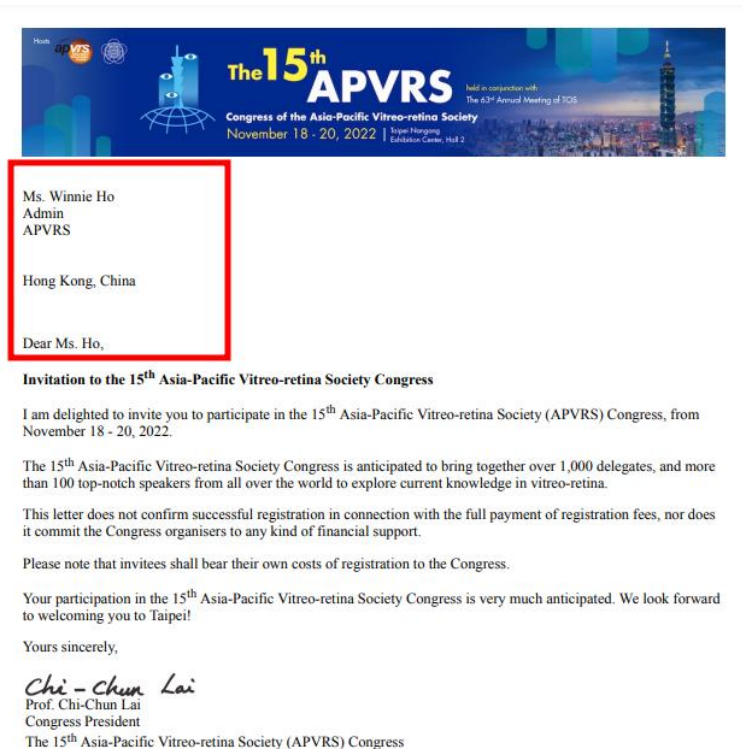 Hosts
apvrs
The 15th
APVRS
held in conjunction with
The 63rd Annual Meeting of TOS
Congress of the Asia-Pacific Vitreo-retina Society
November 18 - 20, 2022 | Taipei Nangang
Exhibition Center, Hall 2
Ms. Winnie Ho
Admin
APVRS
Hong Kong, China
Dear Ms. Ho,
Invitation to the 15th Asia-Pacific Vitreo-retina Society Congress
I am delighted to invite you to participate in the 15th Asia-Pacific Vitreo-retina Society (APVRS) Congress, from
November 18 - 20, 2022.
The 15th Asia-Pacific Vitreo-retina Society Congress is anticipated to bring together over 1,000 delegates, and more
than 100 top-notch speakers from all over the world to explore current knowledge in vitreo-retina.
This letter does not confirm successful registration in connection with the full payment of registration fees, nor does
it commit the Congress organisers to any kind of financial support.
Please note that invitees shall bear their own costs of registration to the Congress.
Your participation in the 15th Asia-Pacific Vitreo-retina Society Congress is very much anticipated. We look forward
to welcoming you to Taipei!
Yours sincerely,
Chi-Chun Lai
Prof. Chi-Chun Lai
Congress President
The 15th Asia-Pacific Vitreo-retina Society (APVRS) Congress